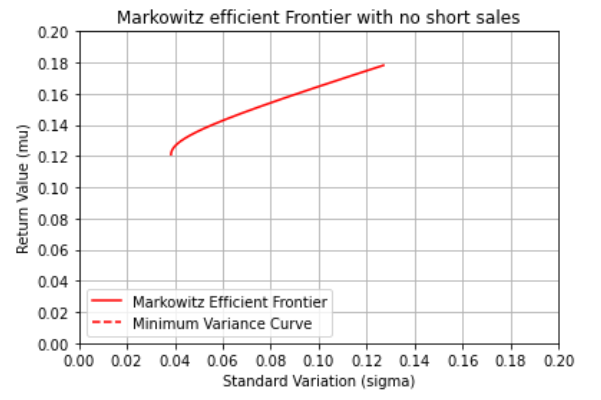 Markowitz efficient Frontier with no short sales
0.20
0.18
0.16
0.14
0.12
0.10
0.08
0.06
0.04
0.02
0.00
Return Value (mu)
Markowitz Efficient Frontier
Minimum Variance Curve
0.00 0.02 0.04 0.06 0.08 0.10 0.12 0.14 0.16 0.18 0.20
Standard Variation (sigma)